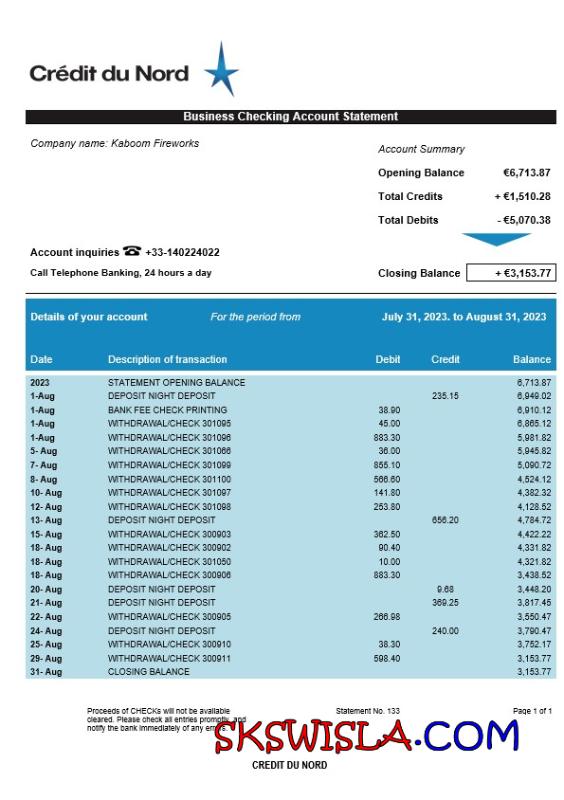 Crédit du Nord
Business Checking Account Statement
Company name: Kaboom Fireworks
Account Summary
Opening Balance €6,713.87
Total Credits + €1,510.28
Total Debits - €5,070.38
Account inquiries ☎ +33-140224022
Call Telephone Banking, 24 hours a day
Closing Balance + €3,153.77
Details of your account For the period from July 31, 2023. to August 31, 2023
Date Description of transaction Debit Credit Balance
2023 STATEMENT OPENING BALANCE 6,713.87
1-Aug DEPOSIT NIGHT DEPOSIT 235.15 6,949.02
1-Aug BANK FEE CHECK PRINTING 38.90 6,910.12
1-Aug WITHDRAWAL/CHECK 301095 45.00 6,865.12
1-Aug WITHDRAWAL/CHECK 301096 883.30 5,981.82
5- Aug WITHDRAWAL/CHECK 301066 36.00 5,945.82
7- Aug WITHDRAWAL/CHECK 301099 855.10 5,090.72
8- Aug WITHDRAWAL/CHECK 301100 566.60 4,524.12
10- Aug WITHDRAWAL/CHECK 301097 141.80 4,382.32
12- Aug WITHDRAWAL/CHECK 301098 253.80 4,128.52
13- Aug DEPOSIT NIGHT DEPOSIT 656.20 4,784.72
15- Aug WITHDRAWAL/CHECK 300903 362.50 4,422.22
18- Aug WITHDRAWAL/CHECK 300902 90.40 4,331.82
18- Aug WITHDRAWAL/CHECK 301050 10.00 4,321.82
18- Aug WITHDRAWAL/CHECK 300906 883.30 3,438.52
20- Aug DEPOSIT NIGHT DEPOSIT 9.68 3,448.20
21- Aug DEPOSIT NIGHT DEPOSIT 369.25 3,817.45
22- Aug WITHDRAWAL/CHECK 300905 266.98 3,550.47
24- Aug DEPOSIT NIGHT DEPOSIT 240.00 3,790.47
25- Aug WITHDRAWAL/CHECK 300910 38.30 3,752.17
29- Aug WITHDRAWAL/CHECK 300911 598.40 3,153.77
31- Aug CLOSING BALANCE 3,153.77
Proceeds of CHECKs will not be available Statement No. 133 Page 1 of 1
cleared. Please check all entries promptly, and
notify the bank immediately of any errors.
SKSWISLA.COM
CREDIT DU NORD